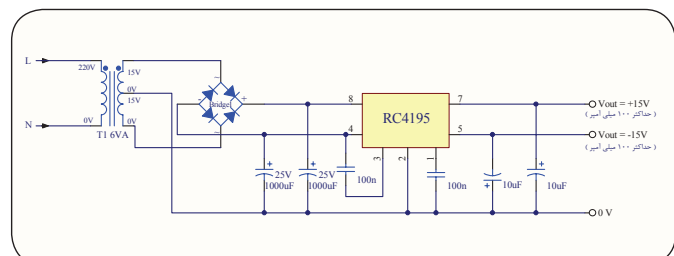 L
N
220V
0V
15V
0V
15V
0V
T1 6VA
~
-
+
~
Bridge
+
25V
1000uF
+
25V
1000uF
100n
8
4
3
2
1
7
5
RC4195
100n
+
10uF
+
10uF
Vout = +15V
( حداکثر ۱۰۰ میلی آمپر )
Vout = -15V
( حداکثر ۱۰۰ میلی آمپر )
0 V